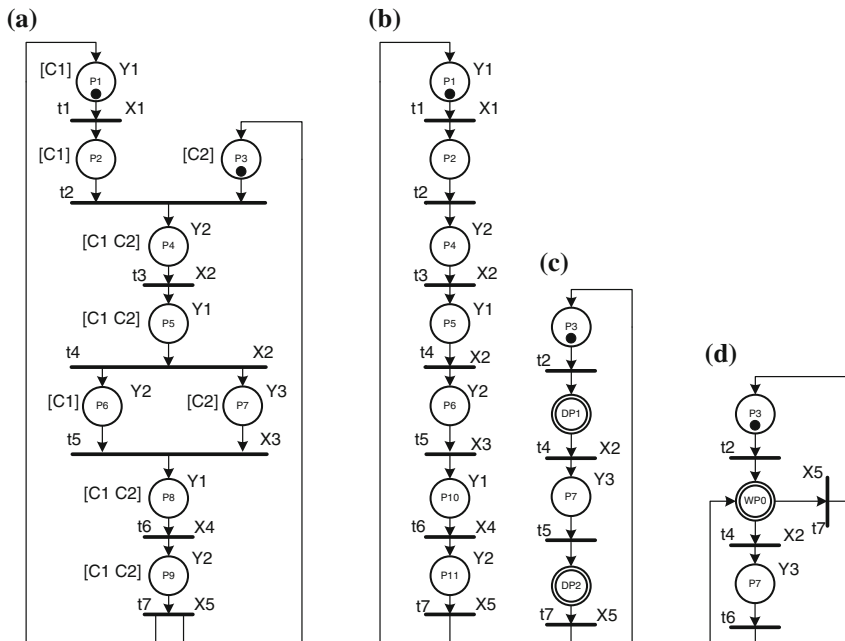 (a)
[C1] P1 Y1
t1 X1
[C1] P2
[C2] P3
t2
[C1 C2] P4 Y2
t3 X2
[C1 C2] P5 Y1
t4 X2
[C1] P6 Y2
[C2] P7 Y3
t5 X3
[C1 C2] P8 Y1
t6 X4
[C1 C2] P9 Y2
t7 X5
(b)
P1 Y1
t1 X1
P2
t2
P4 Y2
t3 X2
P5 Y1
t4 X2
P6 Y2
t5 X3
P10 Y1
t6 X4
P11 Y2
t7 X5
(c)
P3
t2
DP1
t4 X2
P7 Y3
t5
DP2
t7 X5
(d)
P3
t2
WP0
X5
t7
t4 X2
P7 Y3
t6